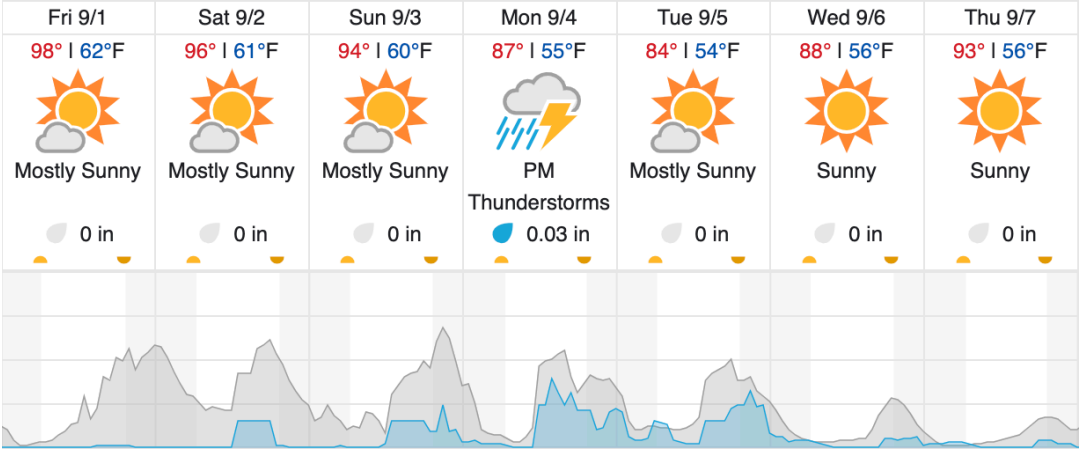 Fri 9/1 Sat 9/2 Sun 9/3 Mon 9/4 Tue 9/5 Wed 9/6 Thu 9/7
98° | 62°F 96° | 61°F 94° | 60°F 87° | 55°F 84° | 54°F 88° | 56°F 93° | 56°F
Mostly Sunny Mostly Sunny Mostly Sunny PM Mostly Sunny Sunny Sunny
Thunderstorms
0 in 0 in 0 in 0.03 in 0 in 0 in 0 in